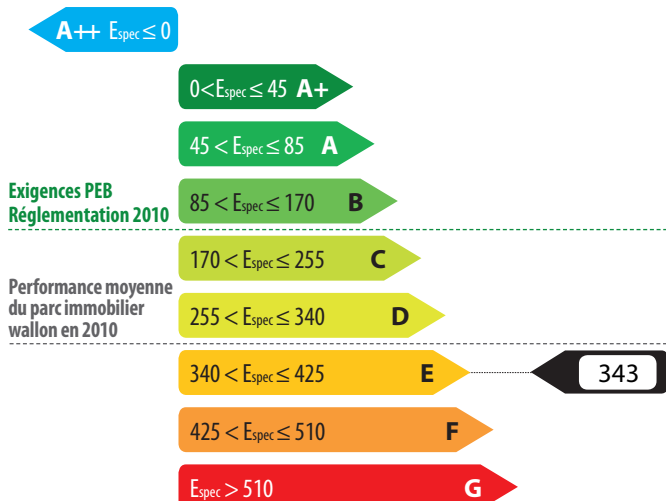 A++ Espec ≤ 0
0<Espec ≤ 45 A+
45 < Espec ≤ 85 A
Exigences PEB
Réglementation 2010
85 < Espec ≤ 170 B
170 < Espec ≤ 255 C
Performance moyenne
du parc immobilier
wallon en 2010
255 < Espec ≤ 340 D
340 < Espec ≤ 425 E 343
425 < Espec ≤ 510 F
Espec > 510 G